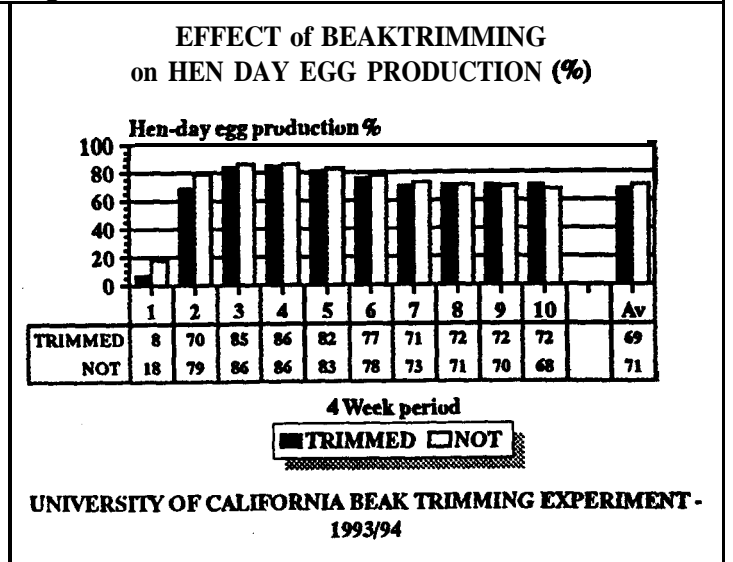 EFFECT of BEAKTRIMMING
on HEN DAY EGG PRODUCTION (%)
Hen-day egg production %
100
80
60
40
20
0
1 2 3 4 5 6 7 8 9 10 Av
TRIMMED 8 70 85 86 82 77 71 72 72 72 69
NOT 18 79 86 86 83 78 73 71 70 68 71
4 Week period
TRIMMED NOT
UNIVERSITY OF CALIFORNIA BEAK TRIMMING EXPERIMENT -
1993/94